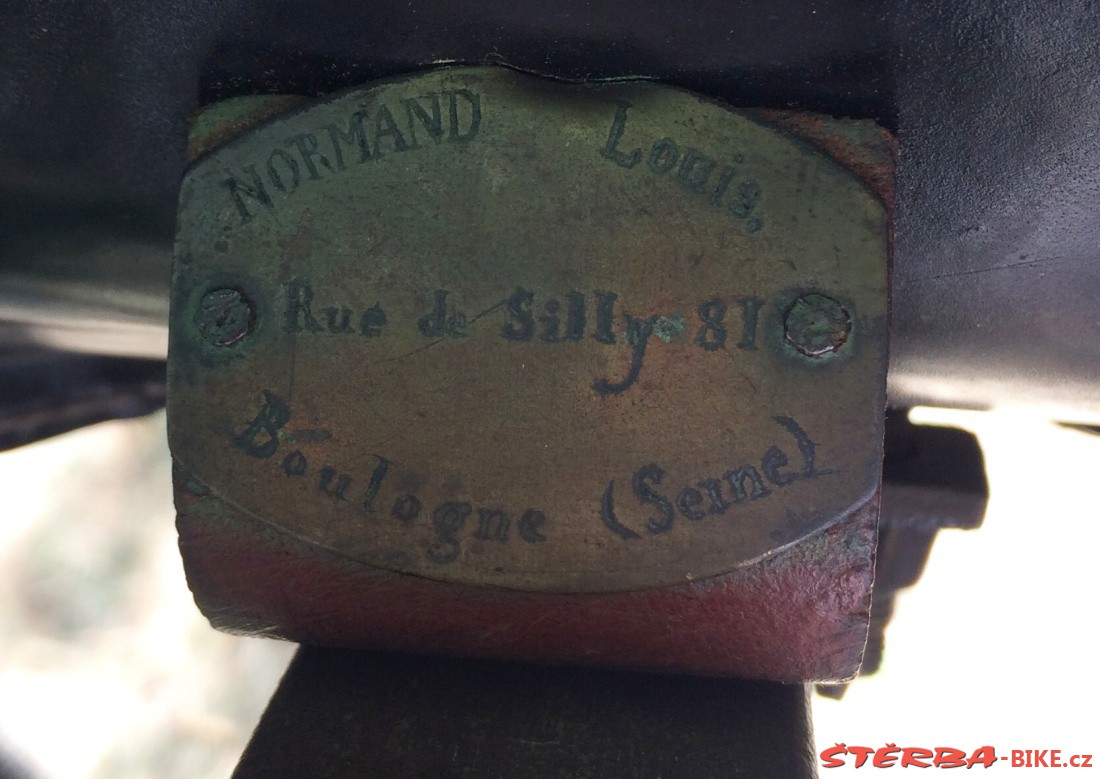 NORMAND Louis.
Rue de Silly 81
Boulogne (Seine)
ŠTĚRBA-BIKE.cz